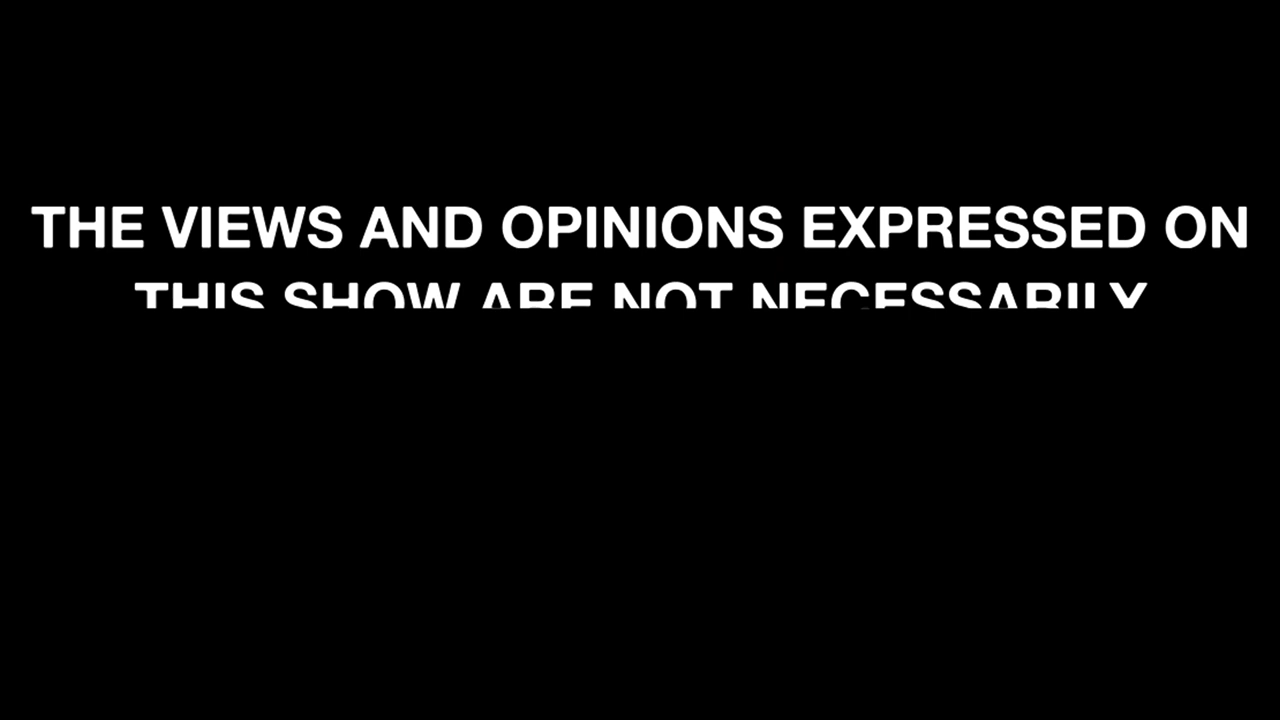 THE VIEWS AND OPINIONS EXPRESSED ON
THIS SHOW ARE NOT NECESSARILY